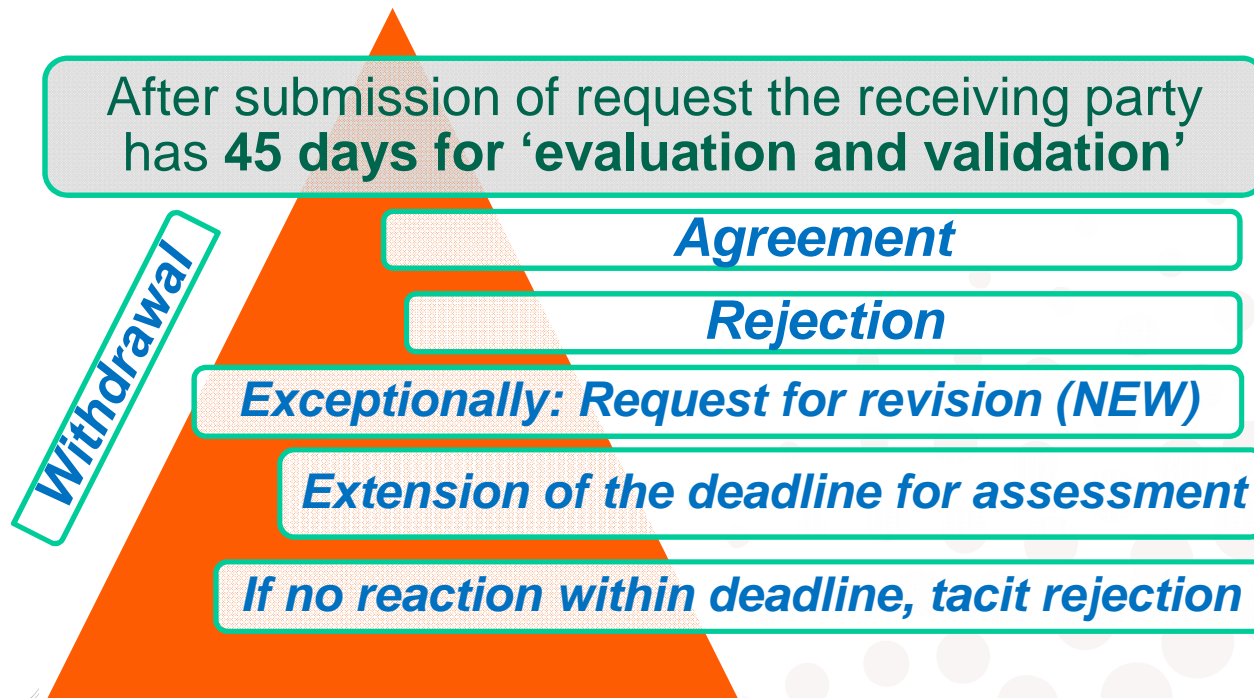 After submission of request the receiving party
has 45 days for ‘evaluation and validation’
Withdrawal
Agreement
Rejection
Exceptionally: Request for revision (NEW)
Extension of the deadline for assessment
If no reaction within deadline, tacit rejection